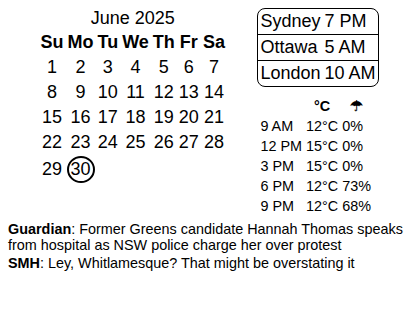 June 2025
Su Mo Tu We Th Fr Sa
1 2 3 4 5 6 7
8 9 10 11 12 13 14
15 16 17 18 19 20 21
22 23 24 25 26 27 28
29 30
Sydney 7 PM
Ottawa 5 AM
London 10 AM
°C ☂
9 AM 12°C 0%
12 PM 15°C 0%
3 PM 15°C 0%
6 PM 12°C 73%
9 PM 12°C 68%
Guardian: Former Greens candidate Hannah Thomas speaks
from hospital as NSW police charge her over protest
SMH: Ley, Whitlamesque? That might be overstating it